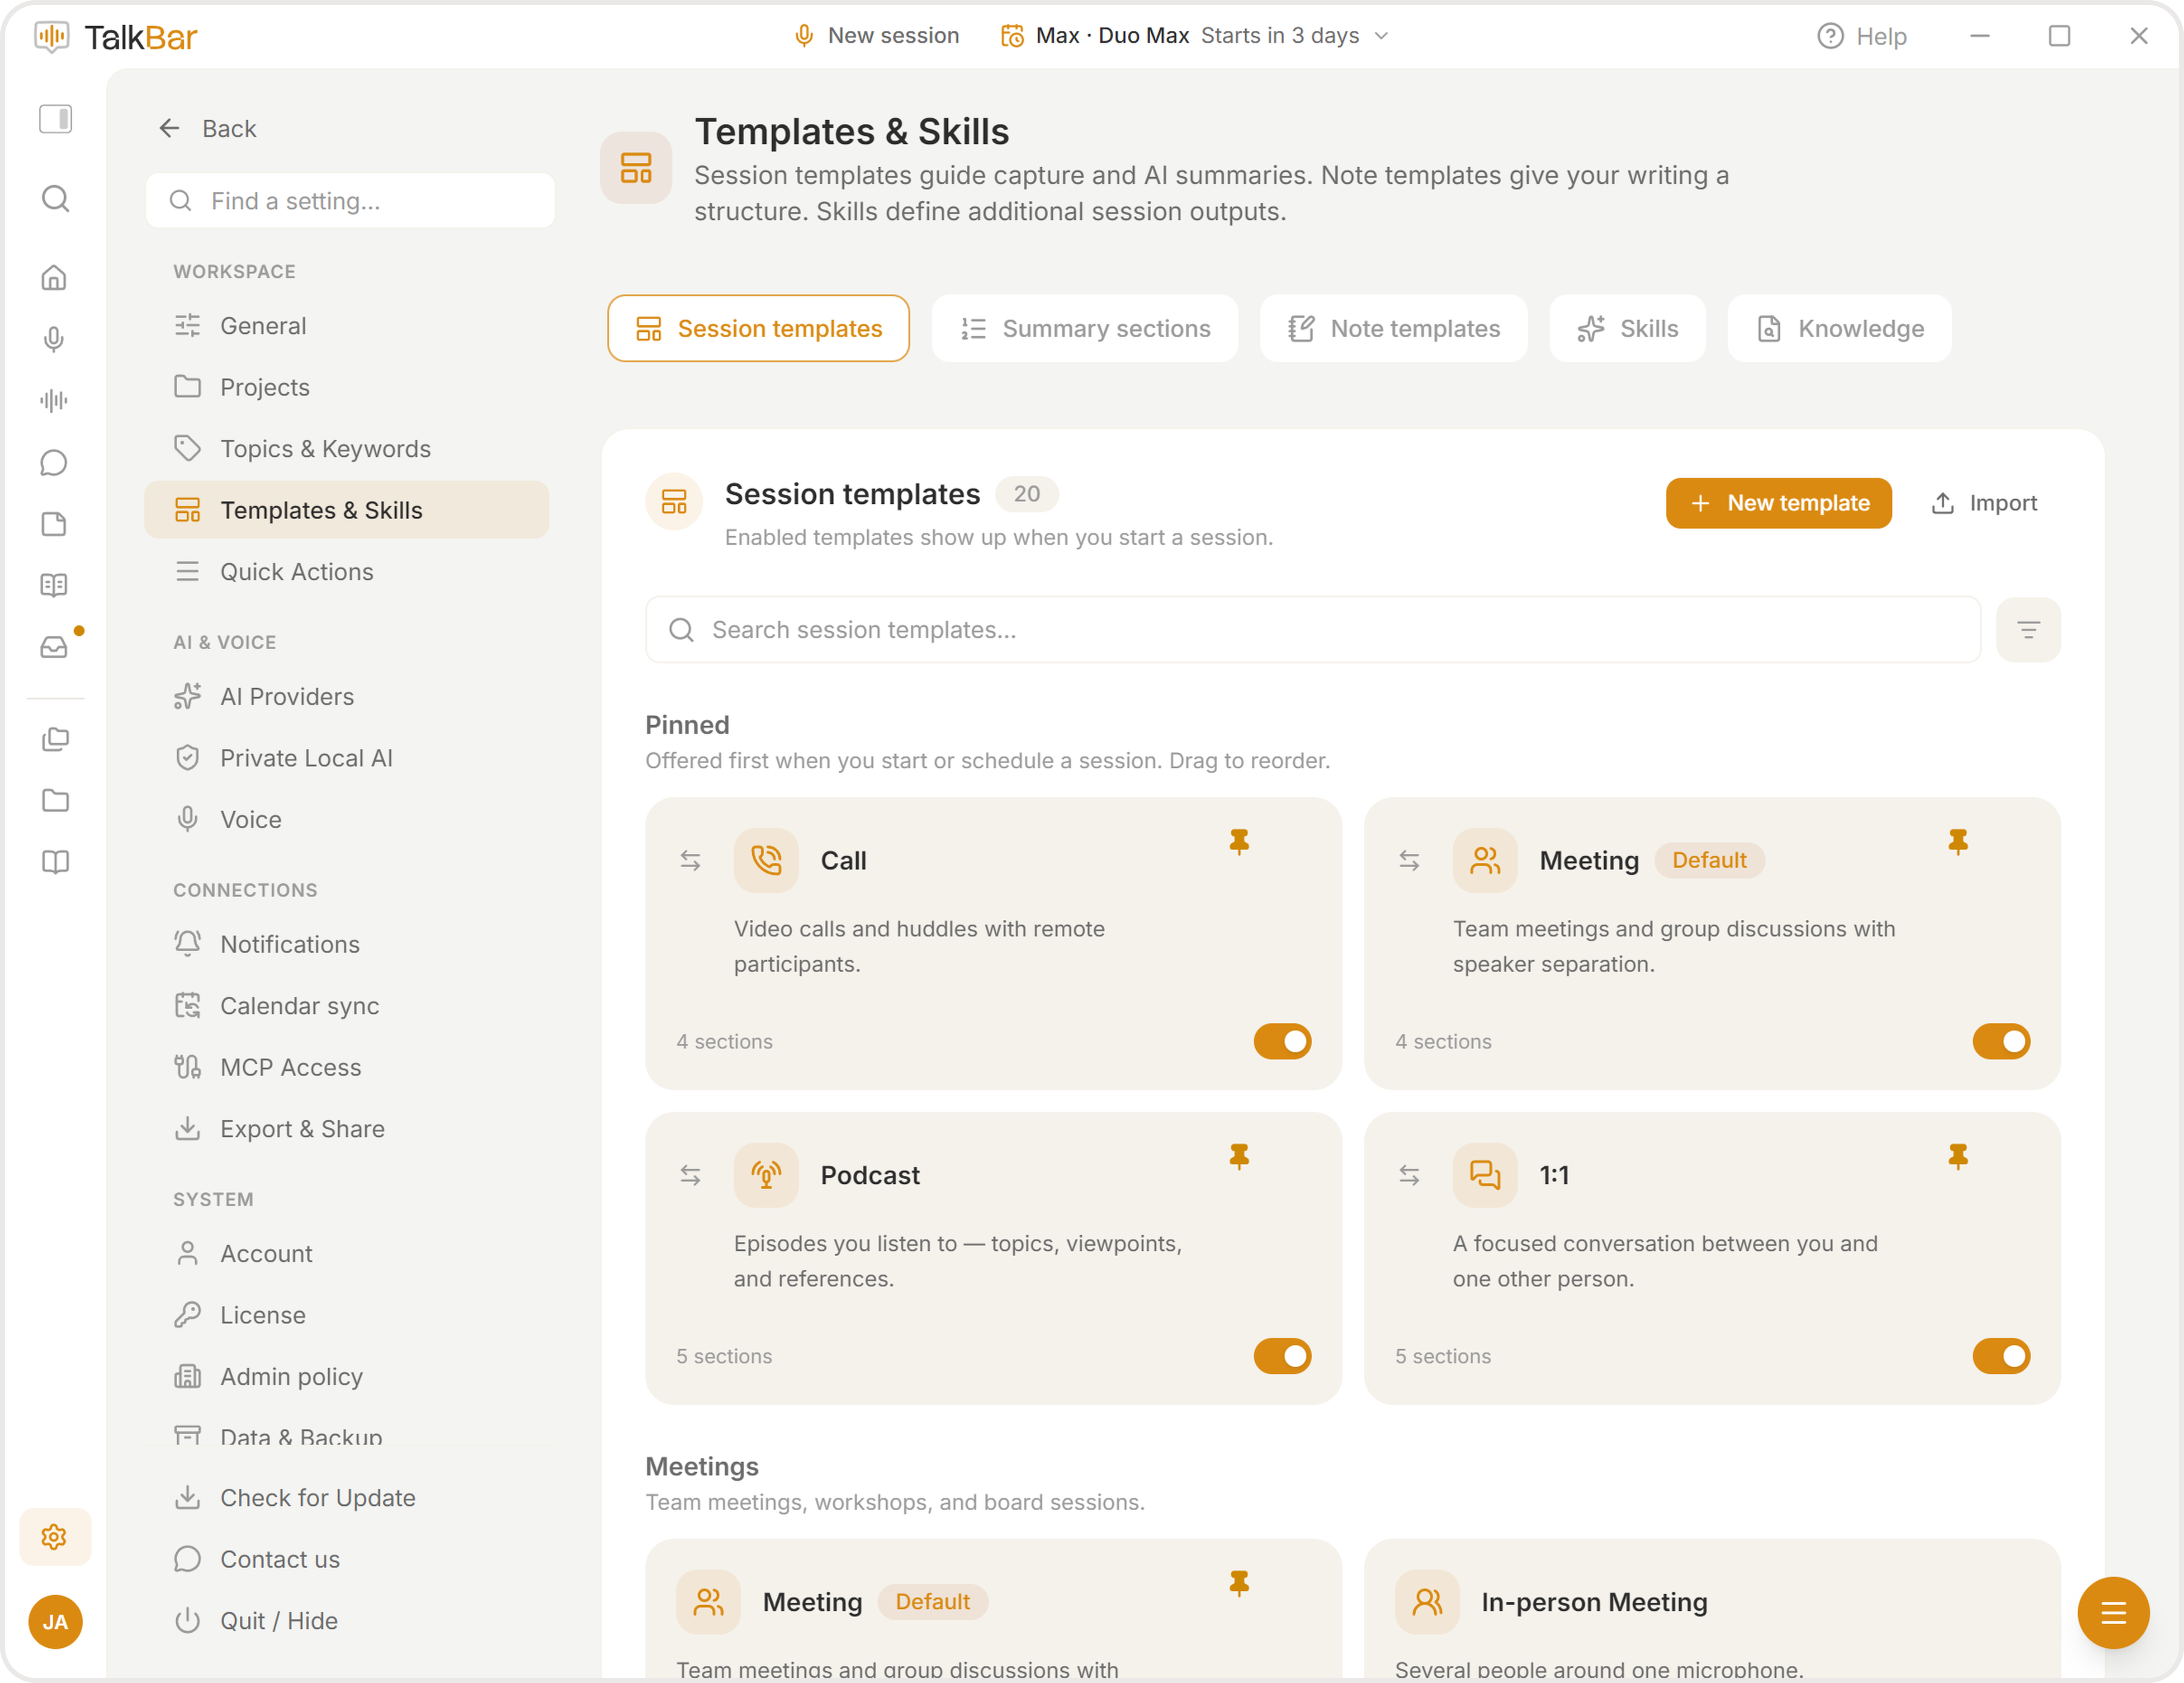 TalkBar
New session
Max · Duo Max Starts in 3 days
Help
Back
Find a setting...
WORKSPACE
General
Projects
Topics & Keywords
Templates & Skills
Quick Actions
AI & VOICE
AI Providers
Private Local AI
Voice
CONNECTIONS
Notifications
Calendar sync
MCP Access
Export & Share
SYSTEM
Account
License
Admin policy
Data & Backup
Check for Update
Contact us
Quit / Hide
JA
Templates & Skills
Session templates guide capture and AI summaries. Note templates give your writing a
structure. Skills define additional session outputs.
Session templates
Summary sections
Note templates
Skills
Knowledge
Session templates 20
Enabled templates show up when you start a session.
New template
Import
Search session templates...
Pinned
Offered first when you start or schedule a session. Drag to reorder.
Call
Video calls and huddles with remote
participants.
4 sections
Meeting Default
Team meetings and group discussions with
speaker separation.
4 sections
Podcast
Episodes you listen to — topics, viewpoints,
and references.
5 sections
1:1
A focused conversation between you and
one other person.
5 sections
Meetings
Team meetings, workshops, and board sessions.
Meeting Default
Team meetings and group discussions with
In-person Meeting
Several people around one microphone.